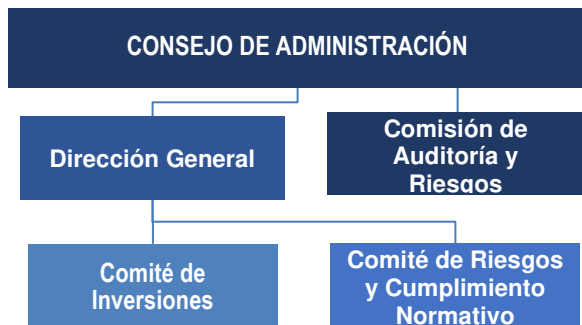 CONSEJO DE ADMINISTRACIÓN
Dirección General
Comisión de
Auditoría y
Riesgos
Comité de
Inversiones
Comité de Riesgos
y Cumplimiento
Normativo